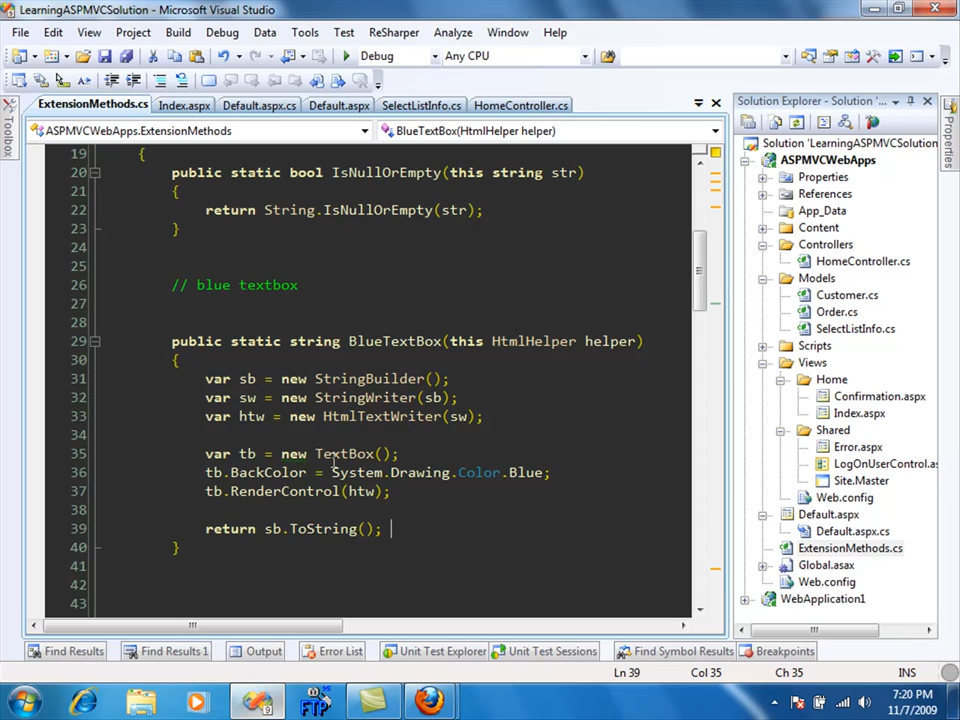 LearningASPMVCSolution - Microsoft Visual Studio
File Edit View Project Build Debug Data Tools Test ReSharper Analyze Window Help
Debug Any CPU
ExtensionMethods.cs Index.aspx Default.aspx.cs Default.aspx SelectListInfo.cs HomeController.cs
Solution Explorer - Solution '...
Toolbox
Properties
ASPMVCWebApps.ExtensionMethods BlueTextBox(HtmlHelper helper)
19 {
20 public static bool IsNullOrEmpty(this string str)
21 {
22 return String.IsNullOrEmpty(str);
23 }
24
25
26 // blue textbox
27
28
29 public static string BlueTextBox(this HtmlHelper helper)
30 {
31 var sb = new StringBuilder();
32 var sw = new StringWriter(sb);
33 var htw = new HtmlTextWriter(sw);
34
35 var tb = new TextBox();
36 tb.BackColor = System.Drawing.Color.Blue;
37 tb.RenderControl(htw);
38
39 return sb.ToString();
40 }
41
42
43
Solution 'LearningASPMVCSolution
ASPMVCWebApps
Properties
References
App_Data
Content
Controllers
HomeController.cs
Models
Customer.cs
Order.cs
SelectListInfo.cs
Scripts
Views
Home
Confirmation.aspx
Index.aspx
Shared
Error.aspx
LogOnUserControl.as
Site.Master
Web.config
Default.aspx
Default.aspx.cs
ExtensionMethods.cs
Global.asax
Web.config
WebApplication1
Find Results Find Results 1 Output Error List Unit Test Explorer Unit Test Sessions Find Symbol Results Breakpoints
Ln 39 Col 35 Ch 35 INS
9 FTP 95 7:20 PM
11/7/2009